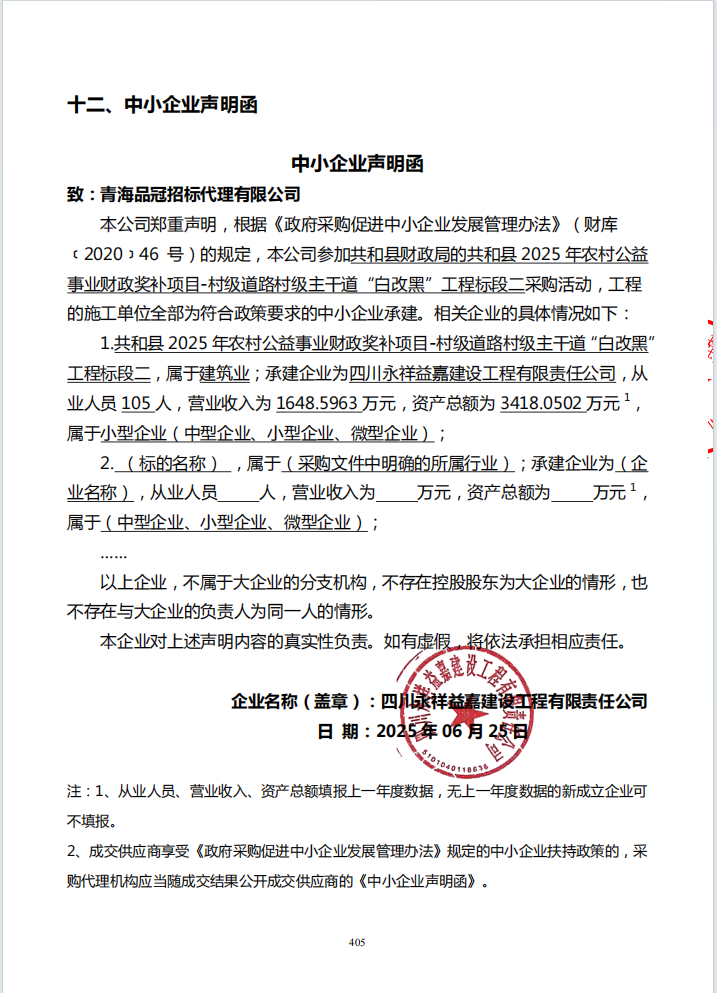 十二、中小企业声明函
中小企业声明函
致：青海品冠招标代理有限公司
本公司郑重声明，根据《政府采购促进中小企业发展管理办法》（财库
﹝2020﹞46 号）的规定，本公司参加共和县财政局的共和县 2025 年农村公益
事业财政奖补项目-村级道路村级主干道“白改黑”工程标段二采购活动，工程
的施工单位全部为符合政策要求的中小企业承建。相关企业的具体情况如下：
1.共和县 2025 年农村公益事业财政奖补项目-村级道路村级主干道“白改黑”
工程标段二，属于建筑业；承建企业为四川永祥益嘉建设工程有限责任公司，从
业人员 105 人，营业收入为 1648.5963 万元，资产总额为 3418.0502 万元 1，
属于小型企业（中型企业、小型企业、微型企业）；
2. （标的名称） ，属于（采购文件中明确的所属行业）；承建企业为（企
业名称），从业人员_____人，营业收入为_____万元，资产总额为_____万元 1，
属于（中型企业、小型企业、微型企业）；
……
以上企业，不属于大企业的分支机构，不存在控股股东为大企业的情形，也
不存在与大企业的负责人为同一人的情形。
本企业对上述声明内容的真实性负责。如有虚假，将依法承担相应责任。
企业名称（盖章）：四川永祥益嘉建设工程有限责任公司
日 期：2025 年 06 月 25 日
四川永祥益嘉建设工程有限责任公司
5101040118636
注：1、从业人员、营业收入、资产总额填报上一年度数据，无上一年度数据的新成立企业可
不填报。
2、成交供应商享受《政府采购促进中小企业发展管理办法》规定的中小企业扶持政策的，采
购代理机构应当随成交结果公开成交供应商的《中小企业声明函》。
405